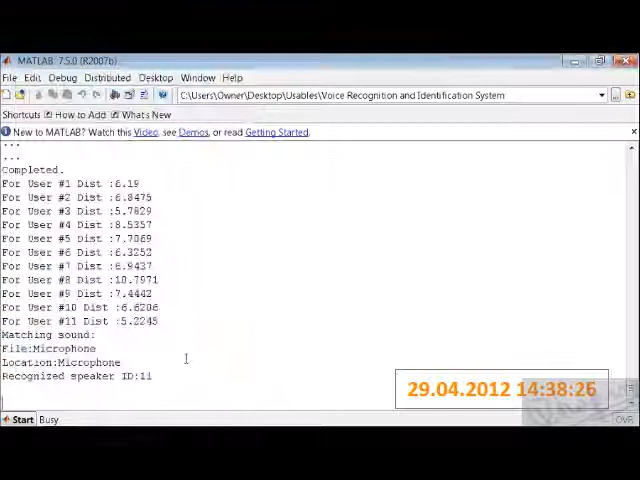 MATLAB 7.5.0 (R2007b)
File Edit Debug Distributed Desktop Window Help
C:\Users\Owner\Desktop\Usables\Voice Recognition and Identification System
Shortcuts How to Add What's New
New to MATLAB? Watch this Video, see Demos, or read Getting Started.
...
...
Completed.
For User #1 Dist :6.19
For User #2 Dist :6.8475
For User #3 Dist :5.7829
For User #4 Dist :8.5357
For User #5 Dist :7.7069
For User #6 Dist :6.3252
For User #7 Dist :6.9437
For User #8 Dist :10.7971
For User #9 Dist :7.4442
For User #10 Dist :6.6206
For User #11 Dist :5.2245
Matching sound:
File:Microphone
Location:Microphone
Recognized speaker ID:11
29.04.2012 14:38:26
Start Busy
OVR